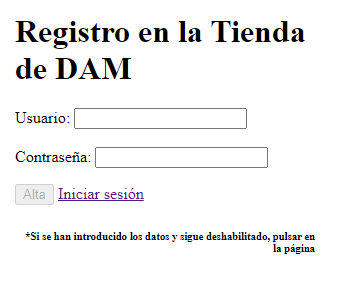 Registro en la Tienda
de DAM
Usuario:
Contraseña:
Alta Iniciar sesión
*Si se han introducido los datos y sigue deshabilitado, pulsar en
la página